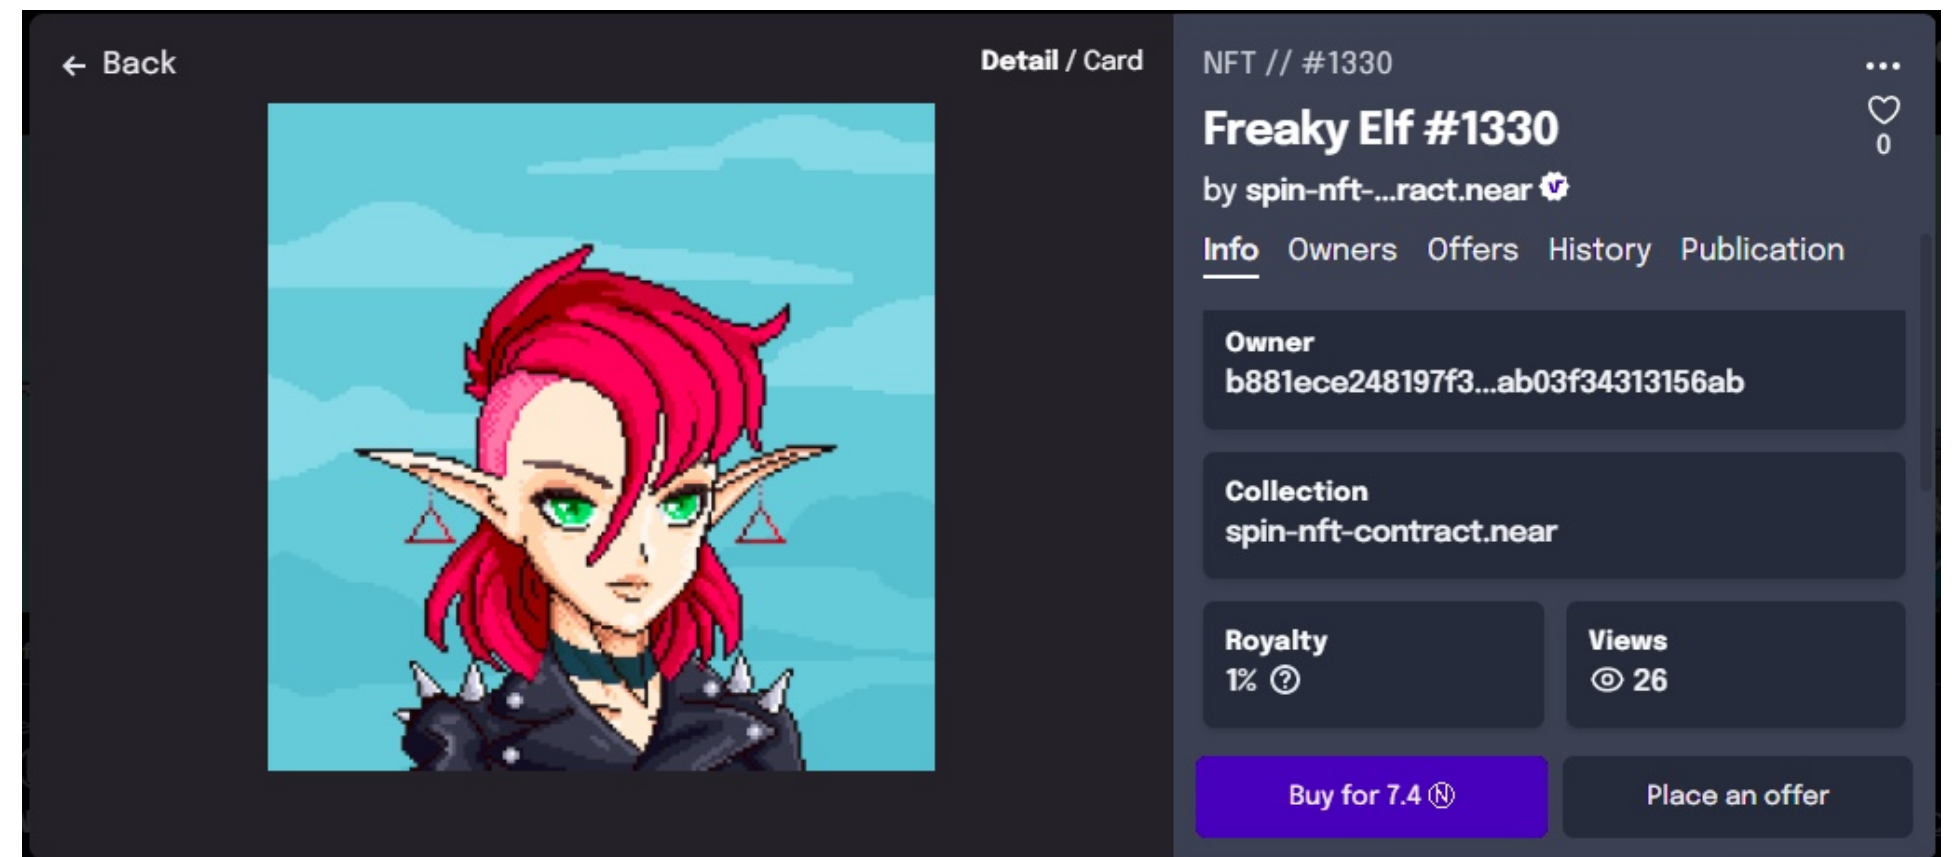 ← Back
Detail / Card
NFT // #1330
...
Freaky Elf #1330
0
by spin-nft-...ract.near
Info Owners Offers History Publication
Owner
b881ece248197f3...ab03f34313156ab
Collection
spin-nft-contract.near
Royalty
1% ?
Views
26
Buy for 7.4 Ⓝ
Place an offer